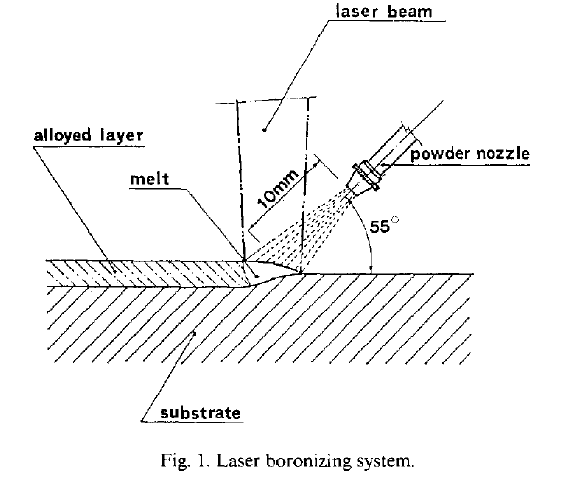 laser beam
alloyed layer
powder nozzle
melt
10mm
55°
substrate
Fig. 1. Laser boronizing system.